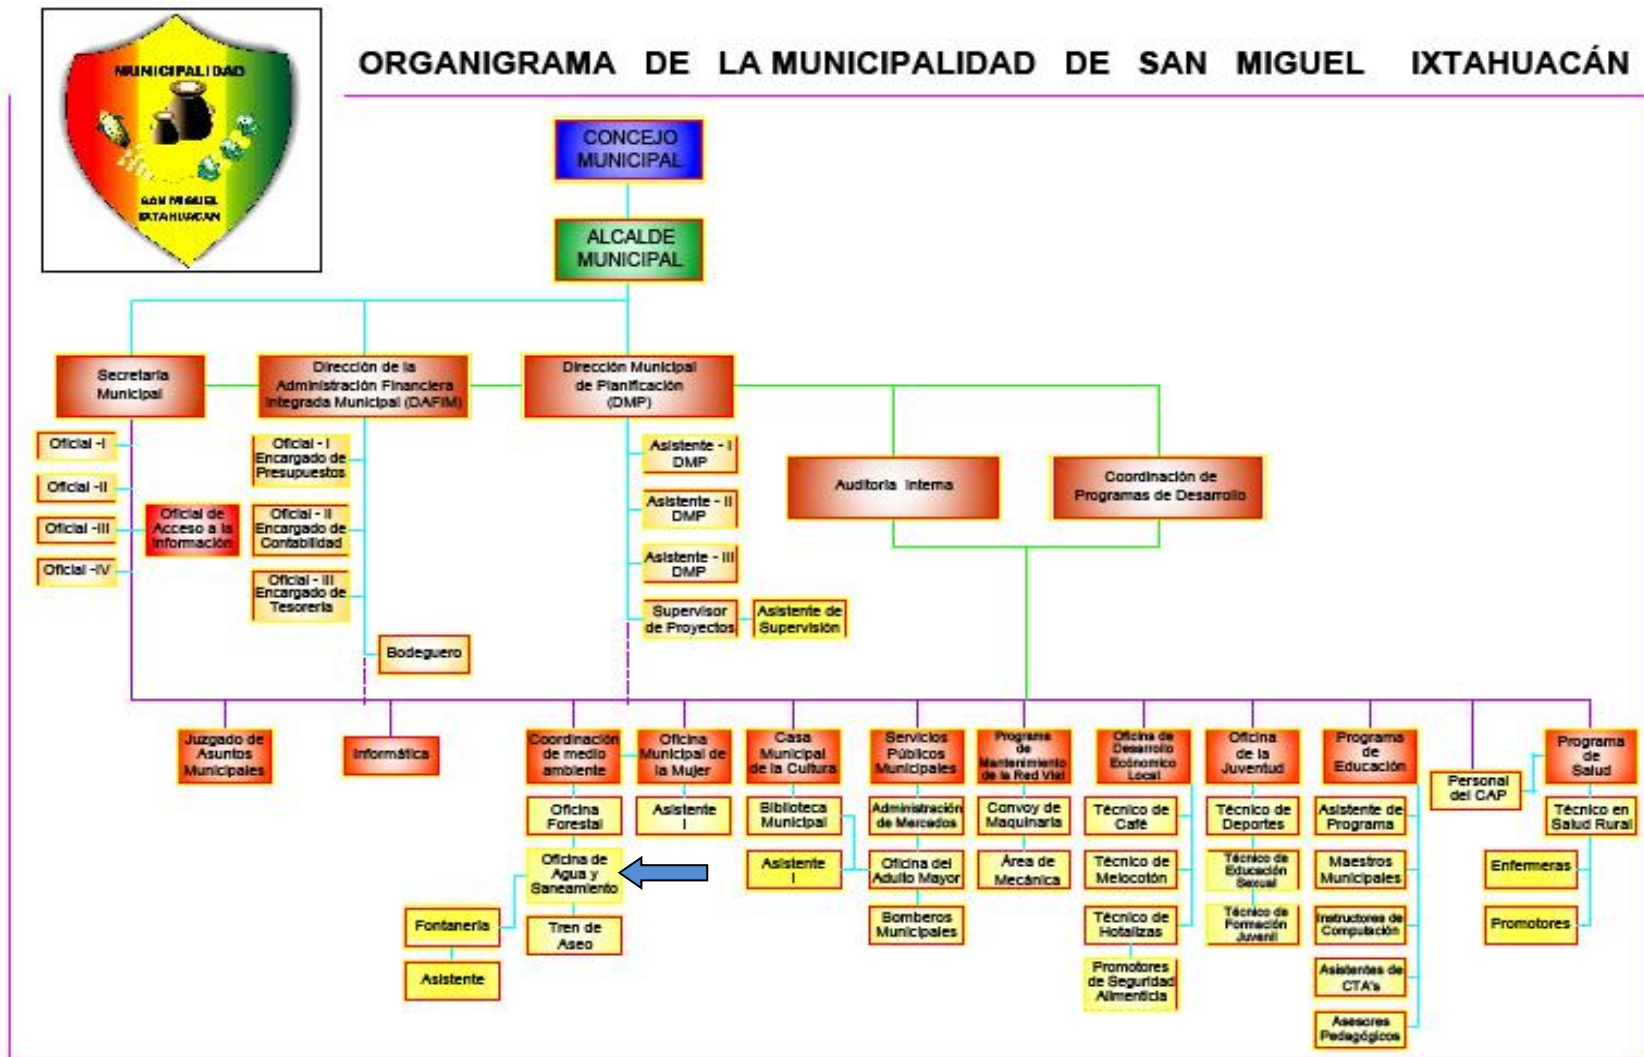 MUNICIPALIDAD
SAN MIGUEL
IXTAHUACAN
ORGANIGRAMA DE LA MUNICIPALIDAD DE SAN MIGUEL IXTAHUACÁN
CONCEJO
MUNICIPAL
ALCALDE
MUNICIPAL
Secretaria
Municipal
Dirección de la
Administración Financiera
Integrada Municipal (DAFIM)
Dirección Municipal
de Planificación
(DMP)
Oficial -I
Oficial -II
Oficial -III
Oficial -IV
Oficial de
Acceso a la
Información
Oficial - I
Encargado de
Presupuestos
Oficial - II
Encargado de
Contabilidad
Oficial - III
Encargado de
Tesorería
Bodeguero
Asistente - I
DMP
Asistente - II
DMP
Asistente - III
DMP
Supervisor
de Proyectos
Asistente de
Supervisión
Auditoria Interna
Coordinación de
Programas de Desarrollo
Juzgado de
Asuntos
Municipales
Informática
Coordinación
de medio
ambiente
Oficina
Municipal de
la Mujer
Casa
Municipal
de la Cultura
Servicios
Públicos
Municipales
Programa
de
Mantenimiento
de la Red Vial
Oficina de
Desarrollo
Ecónomico
Local
Oficina
de la
Juventud
Programa
de
Educación
Personal
del CAP
Programa
de
Salud
Oficina
Forestal
Oficina de
Agua y
Saneamiento
Tren de
Aseo
Fontanería
Asistente
Asistente
I
Biblioteca
Municipal
Asistente
I
Administración
de Mercados
Oficina del
Adulto Mayor
Bomberos
Municipales
Convoy de
Maquinaria
Área de
Mecánica
Técnico de
Café
Técnico de
Melocotón
Técnico de
Hotalizas
Promotores
de Seguridad
Alimenticia
Técnico de
Deportes
Técnico de
Educación
Sexual
Técnico de
Formación
Juvenil
Asistente de
Programa
Maestros
Municipales
Instructores de
Computación
Asistentes de
CTA's
Asesores
Pedagógicos
Técnico en
Salud Rural
Enfermeras
Promotores